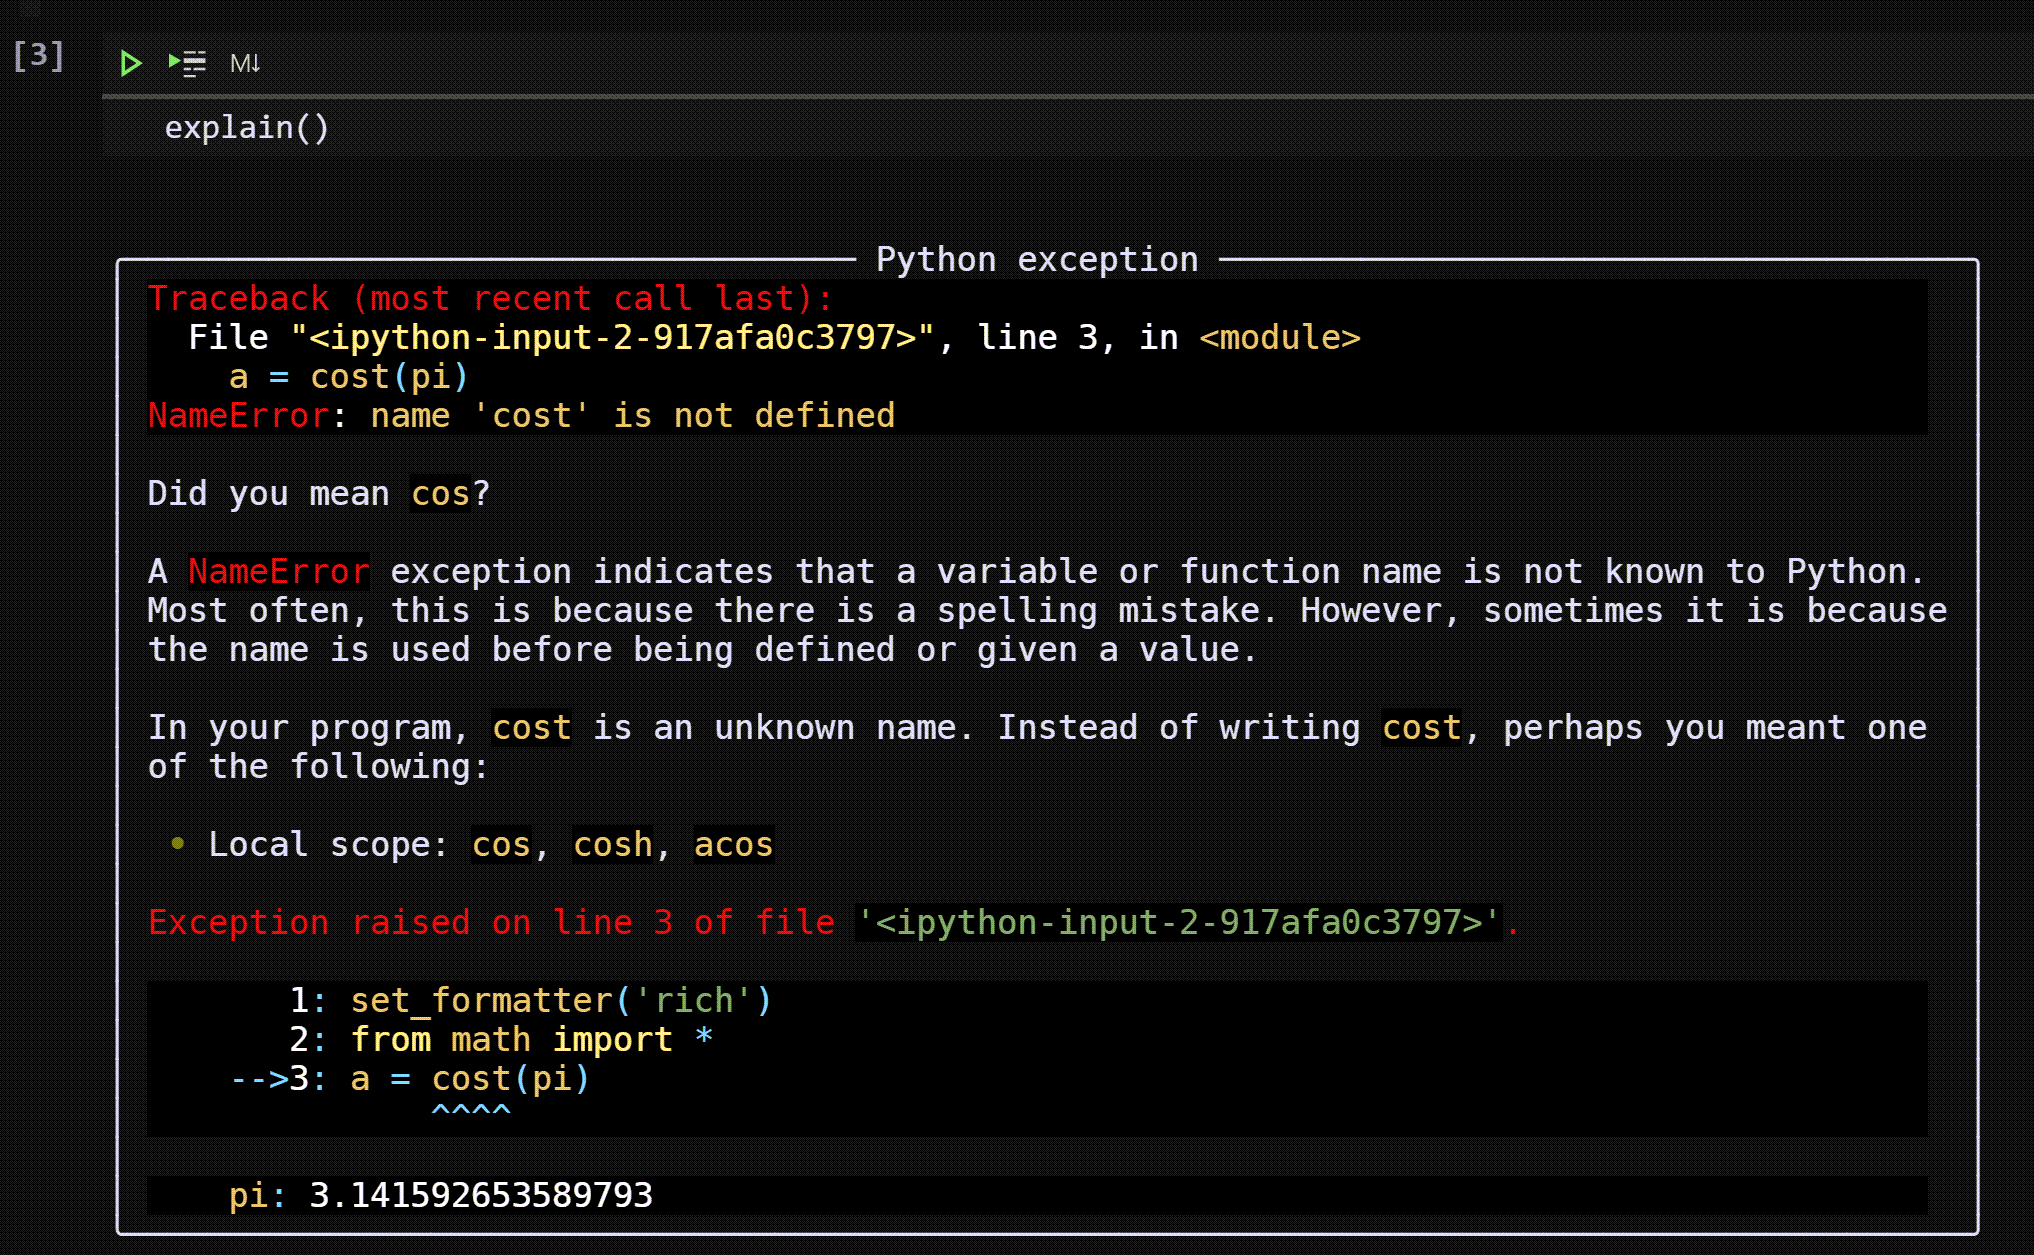 [3]
M↓
explain()
Python exception
Traceback (most recent call last):
  File "<ipython-input-2-917afa0c3797>", line 3, in <module>
    a = cost(pi)
NameError: name 'cost' is not defined
Did you mean cos?
A NameError exception indicates that a variable or function name is not known to Python.
Most often, this is because there is a spelling mistake. However, sometimes it is because
the name is used before being defined or given a value.
In your program, cost is an unknown name. Instead of writing cost, perhaps you meant one
of the following:
• Local scope: cos, cosh, acos
Exception raised on line 3 of file '<ipython-input-2-917afa0c3797>'.
       1: set_formatter('rich')
       2: from math import *
    -->3: a = cost(pi)
              ^^^^
    pi: 3.141592653589793